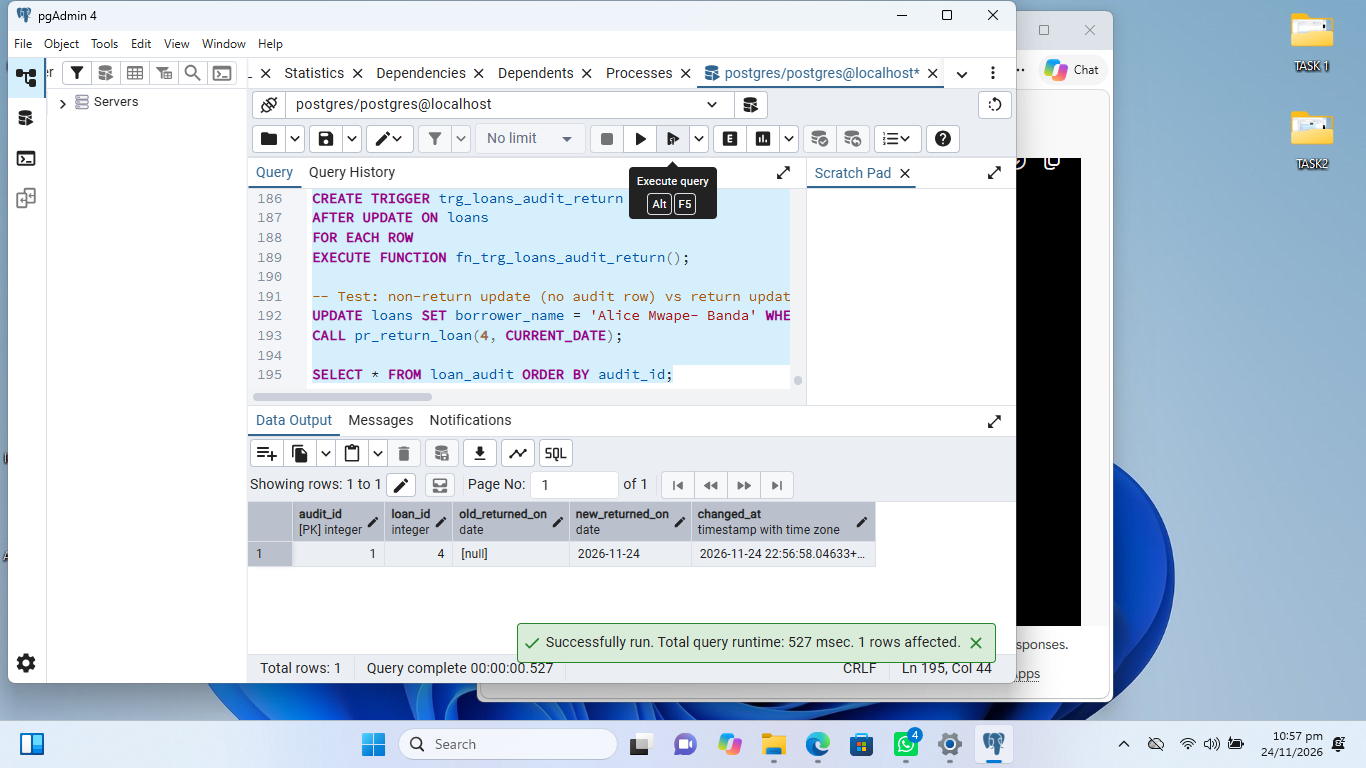 pgAdmin 4
File Object Tools Edit View Window Help
Statistics Dependencies Dependents Processes postgres/postgres@localhost*
Servers
postgres/postgres@localhost
No limit
Query Query History
Execute query
Alt F5
Scratch Pad
186 CREATE TRIGGER trg_loans_audit_return
187 AFTER UPDATE ON loans
188 FOR EACH ROW
189 EXECUTE FUNCTION fn_trg_loans_audit_return();
190
191 -- Test: non-return update (no audit row) vs return updat
192 UPDATE loans SET borrower_name = 'Alice Mwape- Banda' WHE
193 CALL pr_return_loan(4, CURRENT_DATE);
194
195 SELECT * FROM loan_audit ORDER BY audit_id;
Data Output Messages Notifications
SQL
Showing rows: 1 to 1 Page No: 1 of 1
audit_id loan_id old_returned_on new_returned_on changed_at
[PK] integer integer date date timestamp with time zone
1 1 4 [null] 2026-11-24 2026-11-24 22:56:58.04633+...
Successfully run. Total query runtime: 527 msec. 1 rows affected.
Total rows: 1 Query complete 00:00:00.527 CRLF Ln 195, Col 44
Chat
sponses.
TASK 1
TASK2
Search
4
10:57 pm
24/11/2026